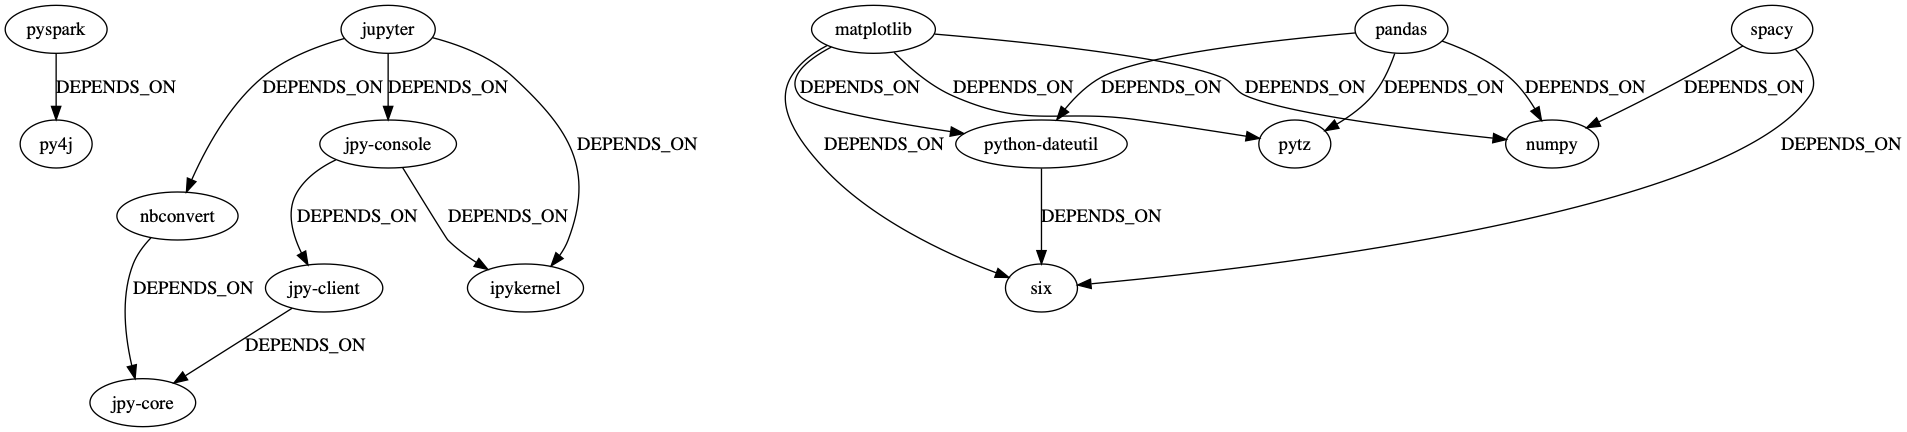 pyspark
jupyter
matplotlib
pandas
spacy
DEPENDS_ON
DEPENDS_ON
DEPENDS_ON
DEPENDS_ON
DEPENDS_ON
DEPENDS_ON
DEPENDS_ON
DEPENDS_ON
DEPENDS_ON
DEPENDS_ON
py4j
jpy-console
DEPENDS_ON
DEPENDS_ON
python-dateutil
pytz
numpy
DEPENDS_ON
nbconvert
DEPENDS_ON
DEPENDS_ON
DEPENDS_ON
DEPENDS_ON
jpy-client
ipykernel
six
DEPENDS_ON
jpy-core